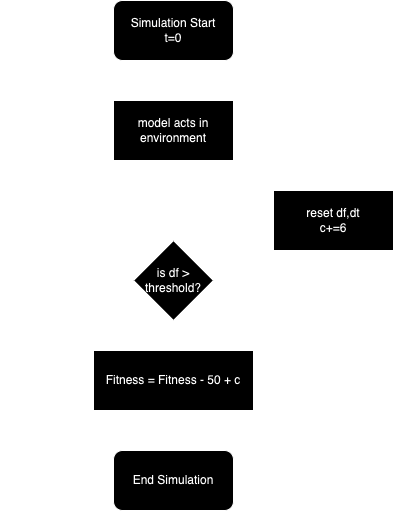 Simulation Start
t=0
model acts in
environment
reset df,dt
c+=6
is df >
threshold?
Fitness = Fitness - 50 + c
End Simulation